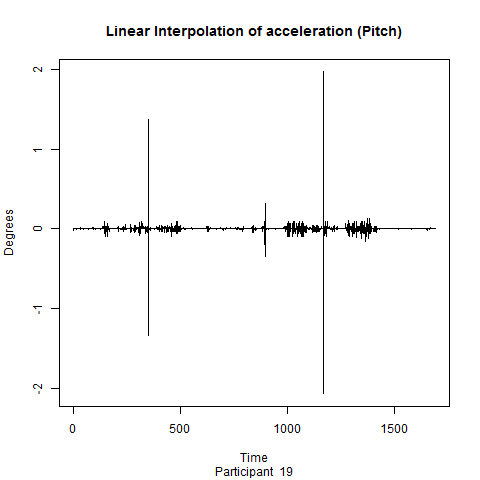 Linear Interpolation of acceleration (Pitch)
2
1
0
-1
-2
Degrees
0 500 1000 1500
Time
Participant 19